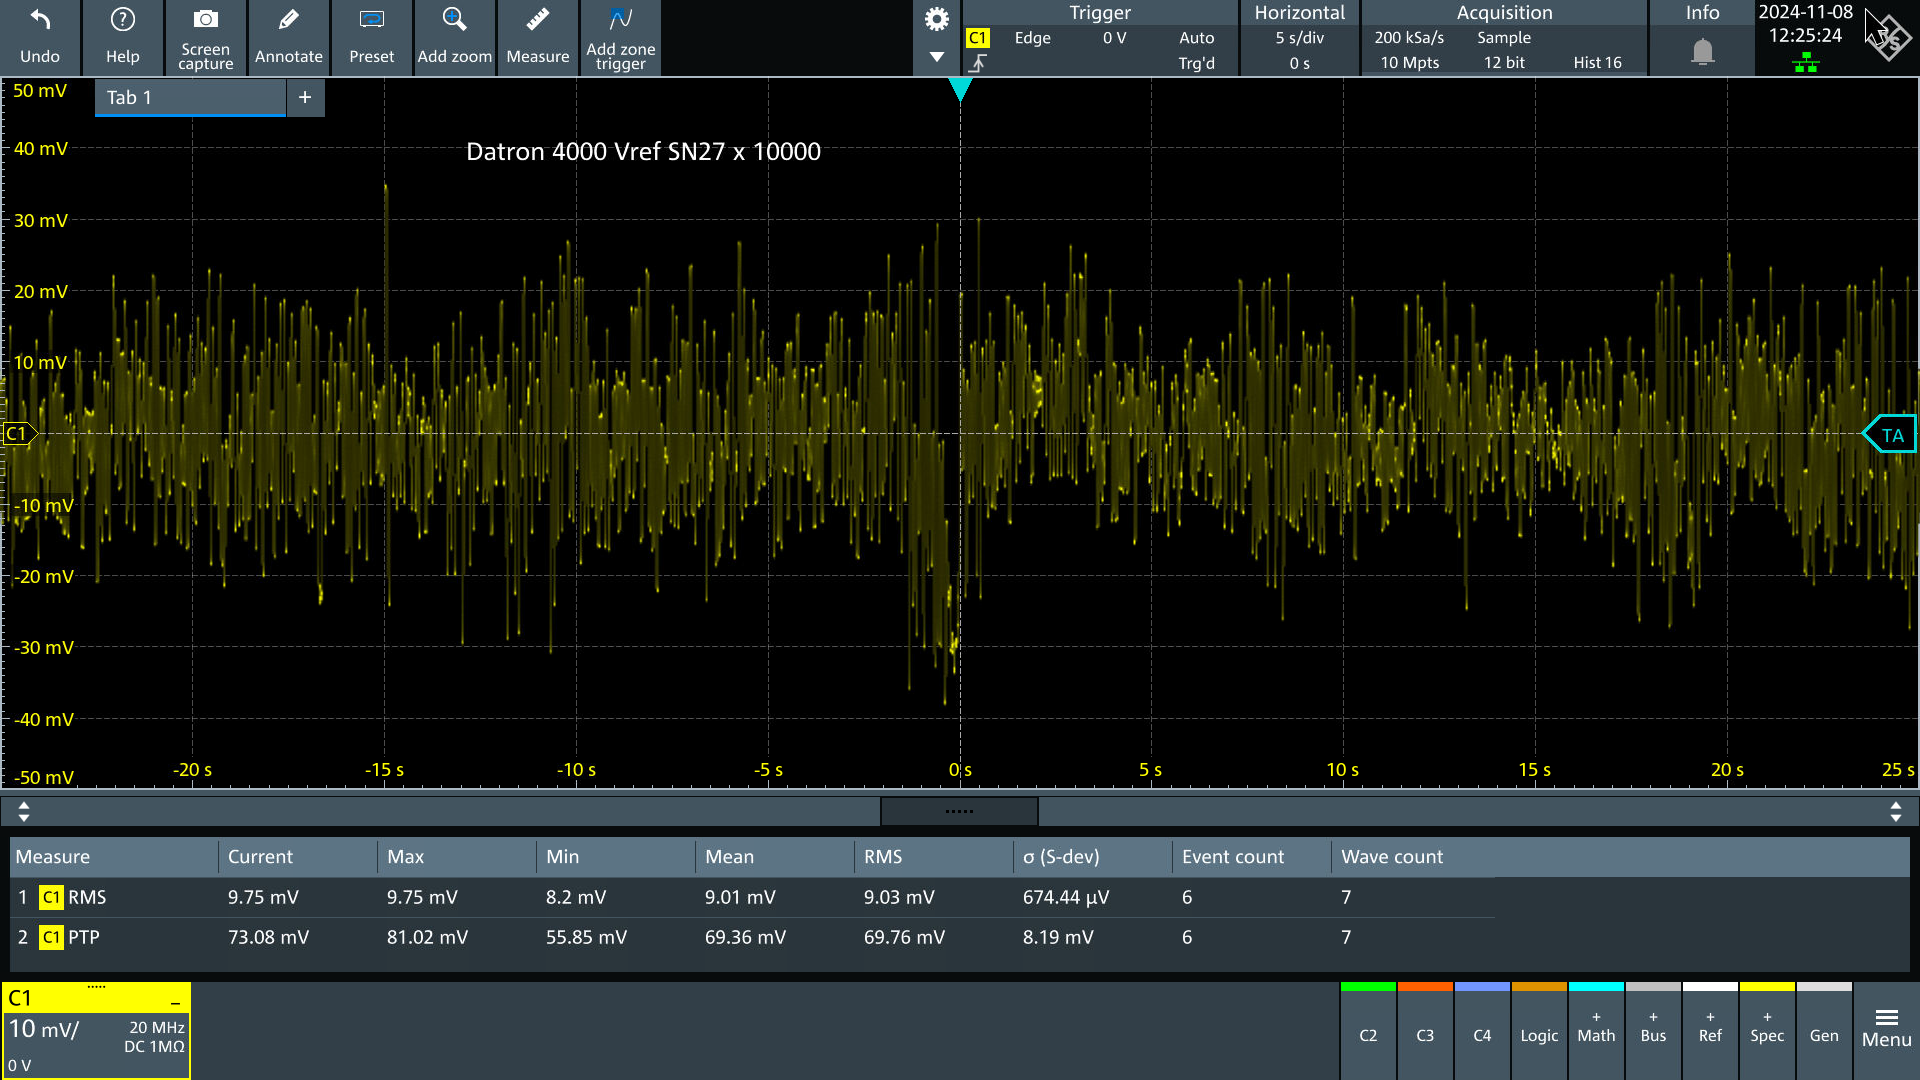 Undo
Help
Screen capture
Annotate
Preset
Add zoom
Measure
Add zone trigger
Trigger
C1 Edge 0 V Auto
Trg'd
Horizontal
5 s/div
0 s
Acquisition
200 kSa/s Sample
10 Mpts 12 bit Hist 16
Info
2024-11-08
12:25:24
Tab 1 +
Datron 4000 Vref SN27 x 10000
50 mV
40 mV
30 mV
20 mV
10 mV
C1
TA
-10 mV
-20 mV
-30 mV
-40 mV
-50 mV
-20 s -15 s -10 s -5 s 0 s 5 s 10 s 15 s 20 s 25 s
Measure Current Max Min Mean RMS σ (S-dev) Event count Wave count
1 C1 RMS 9.75 mV 9.75 mV 8.2 mV 9.01 mV 9.03 mV 674.44 µV 6 7
2 C1 PTP 73.08 mV 81.02 mV 55.85 mV 69.36 mV 69.76 mV 8.19 mV 6 7
C1
10 mV/ 20 MHz
DC 1MΩ
0 V
C2
C3
C4
Logic
+ Math
+ Bus
+ Ref
+ Spec
Gen
Menu